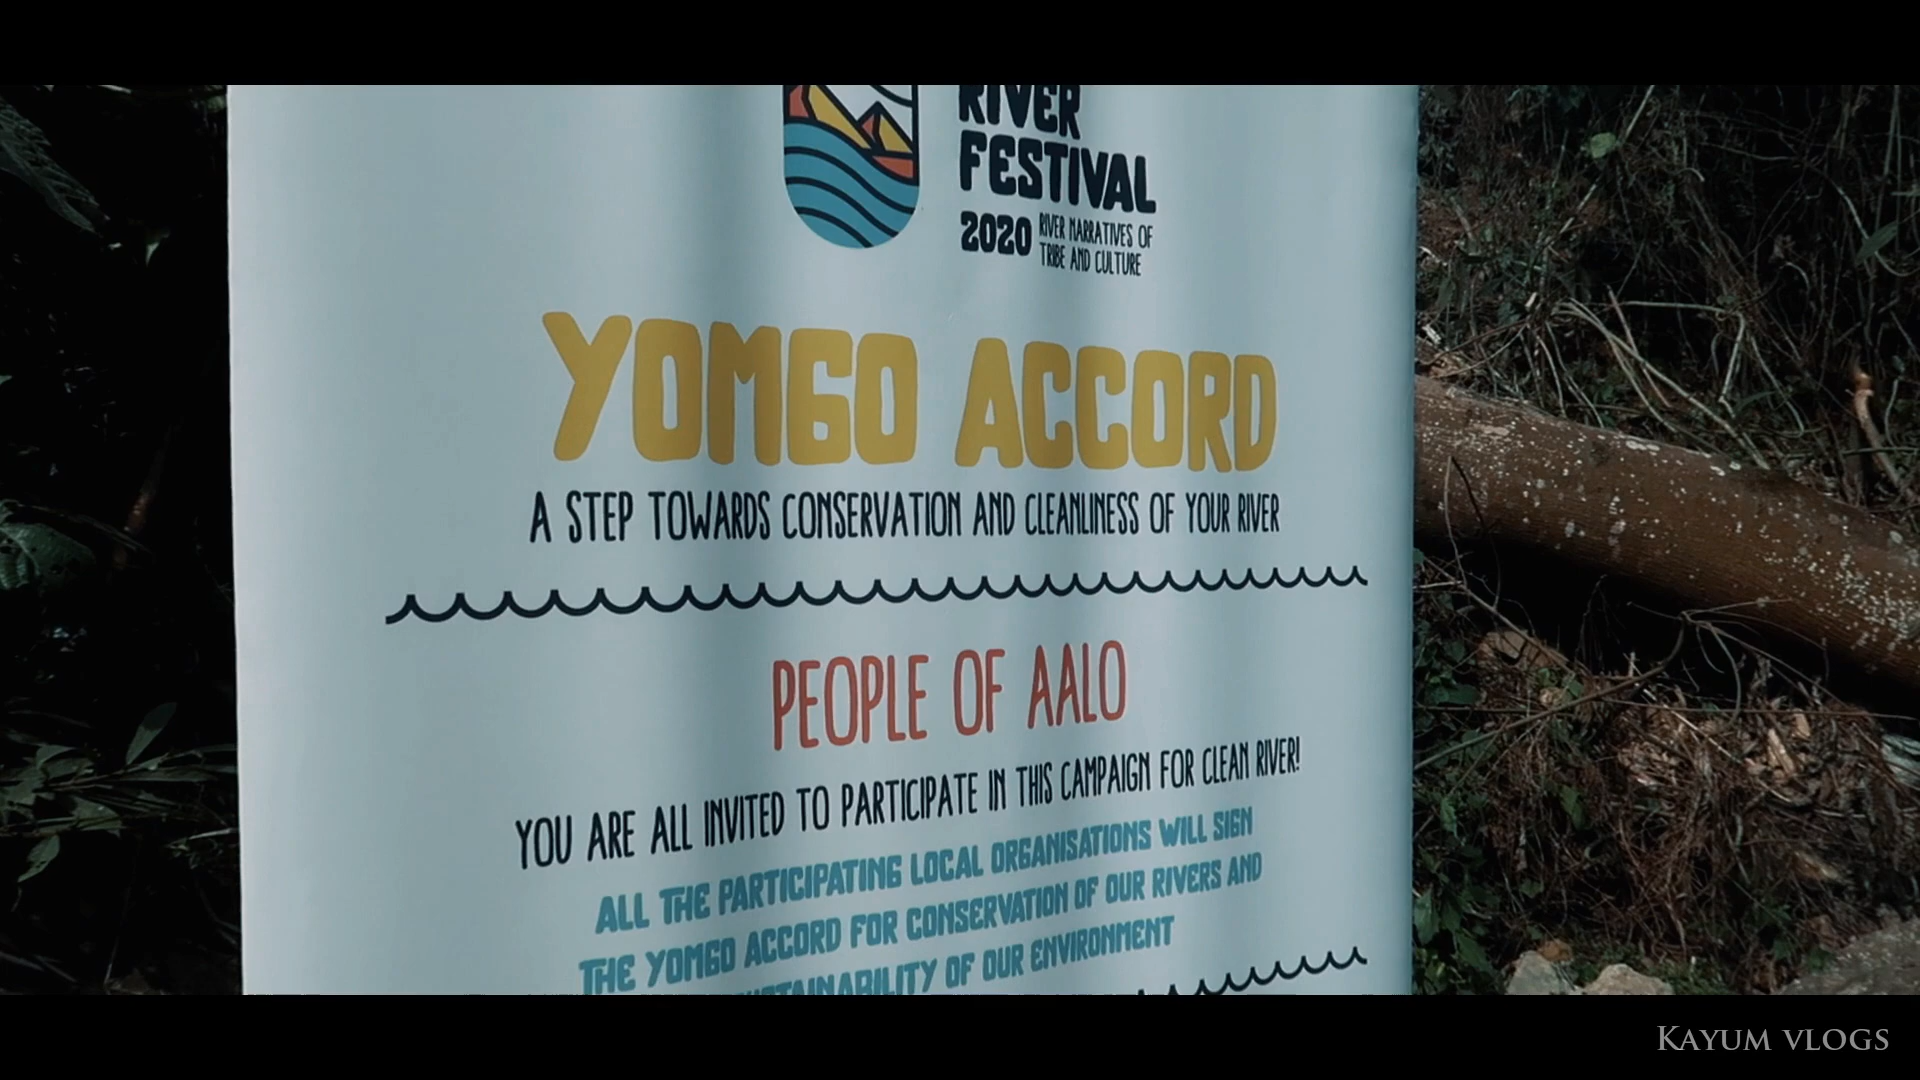 RIVER
FESTIVAL
2020 RIVER NARRATIVES OF
TRIBE AND CULTURE
YOMGO ACCORD
A STEP TOWARDS CONSERVATION AND CLEANLINESS OF YOUR RIVER
PEOPLE OF AALO
YOU ARE ALL INVITED TO PARTICIPATE IN THIS CAMPAIGN FOR CLEAN RIVER!
ALL THE PARTICIPATING LOCAL ORGANISATIONS WILL SIGN
THE YOMGO ACCORD FOR CONSERVATION OF OUR RIVERS AND
SUSTAINABILITY OF OUR ENVIRONMENT
KAYUM VLOGS